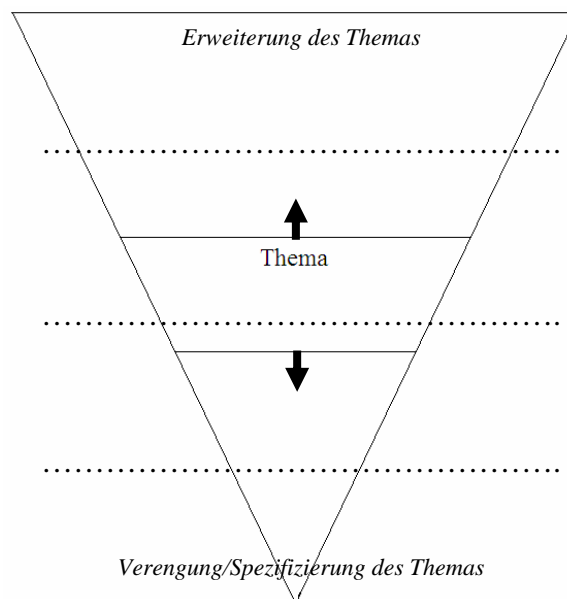 Erweiterung des Themas
Thema
Verengung/Spezifizierung des Themas